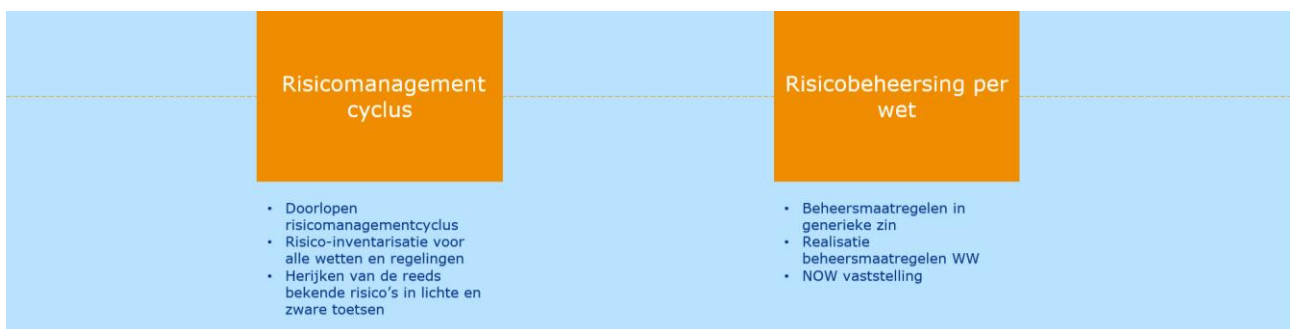 Risicomanagement
cyclus
• Doorlopen
risicomanagementcyclus
• Risico-inventarisatie voor
alle wetten en regelingen
• Herijken van de reeds
bekende risico's in lichte en
zware toetsen
Risicobeheersing per
wet
• Beheersmaatregelen in
generieke zin
• Realisatie
beheersmaatregelen WW
• NOW vaststelling